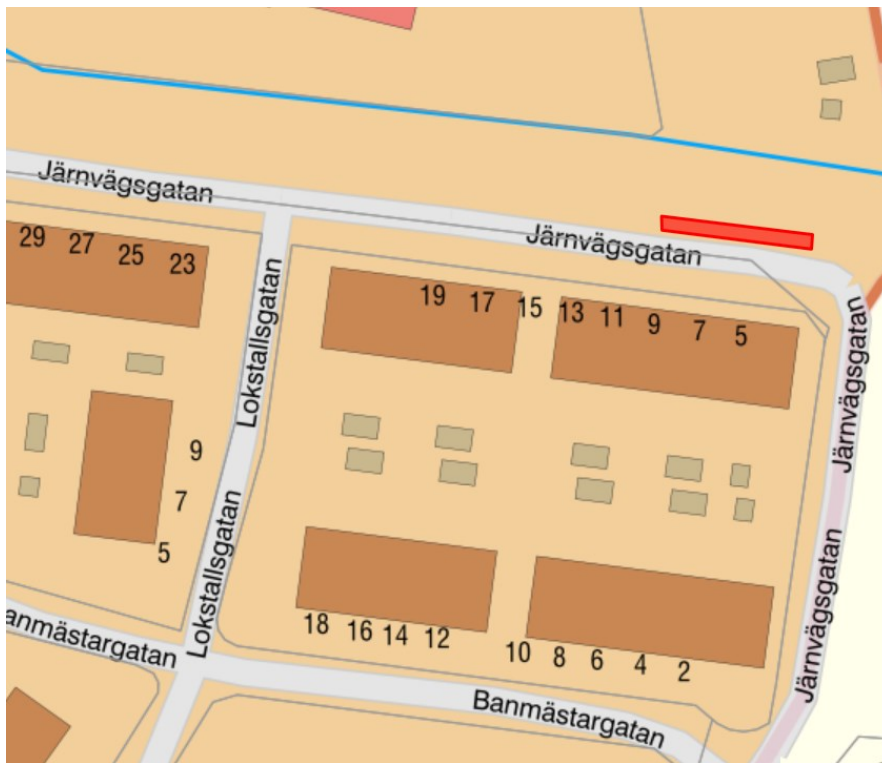 Järnvägsgatan
Järnvägsgatan
29 27 25 23
19 17 15 13 11 9 7 5
Lokstallsgatan
Järnvägsgatan
9
7
5
Lokstallsgatan
Järnvägsgatan
18 16 14 12
10 8 6 4 2
anmästargatan
Banmästargatan